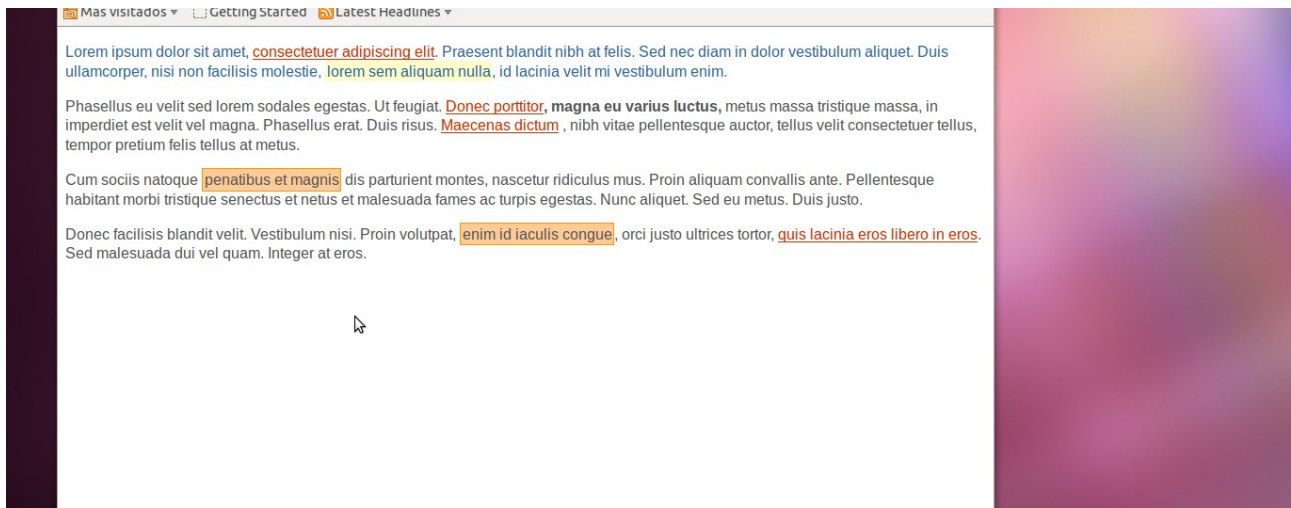 Mas visitados Getting Started Latest Headlines
Lorem ipsum dolor sit amet, consectetuer adipiscing elit. Praesent blandit nibh at felis. Sed nec diam in dolor vestibulum aliquet. Duis
ullamcorper, nisi non facilisis molestie, lorem sem aliquam nulla, id lacinia velit mi vestibulum enim.
Phasellus eu velit sed lorem sodales egestas. Ut feugiat. Donec porttitor, magna eu varius luctus, metus massa tristique massa, in
imperdiet est velit vel magna. Phasellus erat. Duis risus. Maecenas dictum , nibh vitae pellentesque auctor, tellus velit consectetuer tellus,
tempor pretium felis tellus at metus.
Cum sociis natoque penatibus et magnis dis parturient montes, nascetur ridiculus mus. Proin aliquam convallis ante. Pellentesque
habitant morbi tristique senectus et netus et malesuada fames ac turpis egestas. Nunc aliquet. Sed eu metus. Duis justo.
Donec facilisis blandit velit. Vestibulum nisi. Proin volutpat, enim id iaculis congue, orci justo ultrices tortor, quis lacinia eros libero in eros.
Sed malesuada dui vel quam. Integer at eros.